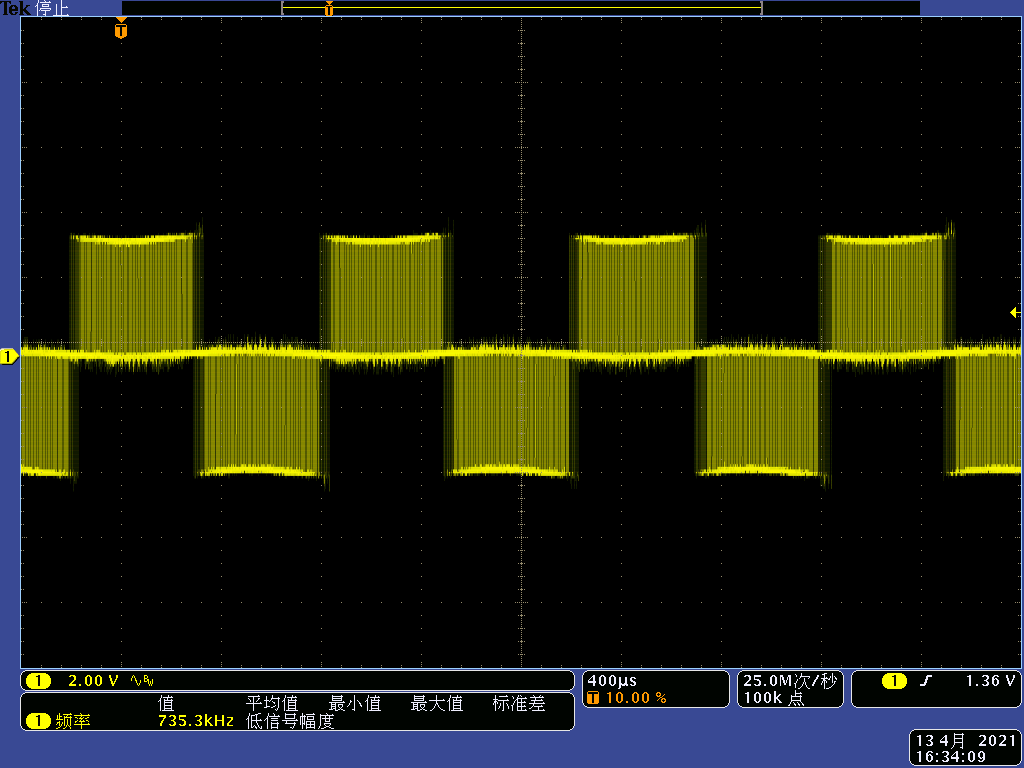 Tek 停止
T
T
1
1 2.00 V ∿BW
400µs
T 10.00 %
25.0M次/秒
100k 点
1 1.36 V
值 平均值 最小值 最大值 标准差
1 频率 735.3kHz 低信号幅度
13 4月 2021
16:34:09